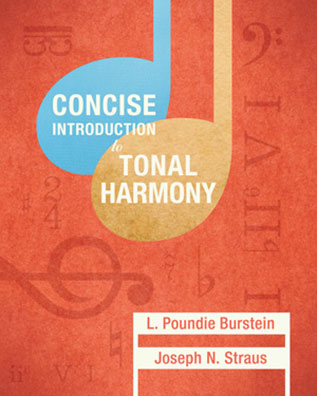 CONCISE
INTRODUCTION
to
TONAL
HARMONY
L. Poundie Burstein
Joseph N. Straus